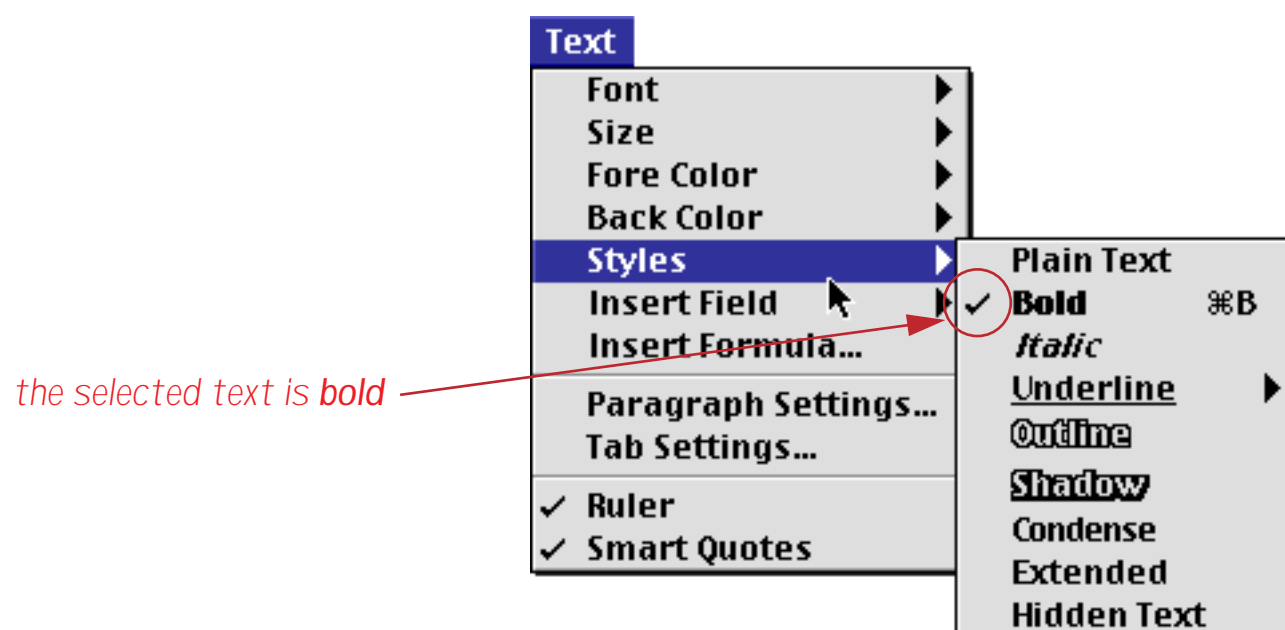 Text
Font
Size
Fore Color
Back Color
Styles
Insert Field
Insert Formula...
Paragraph Settings...
Tab Settings...
✓ Ruler
✓ Smart Quotes
Plain Text
✓ Bold ⌘B
Italic
Underline
Outline
Shadow
Condense
Extended
Hidden Text
the selected text is bold